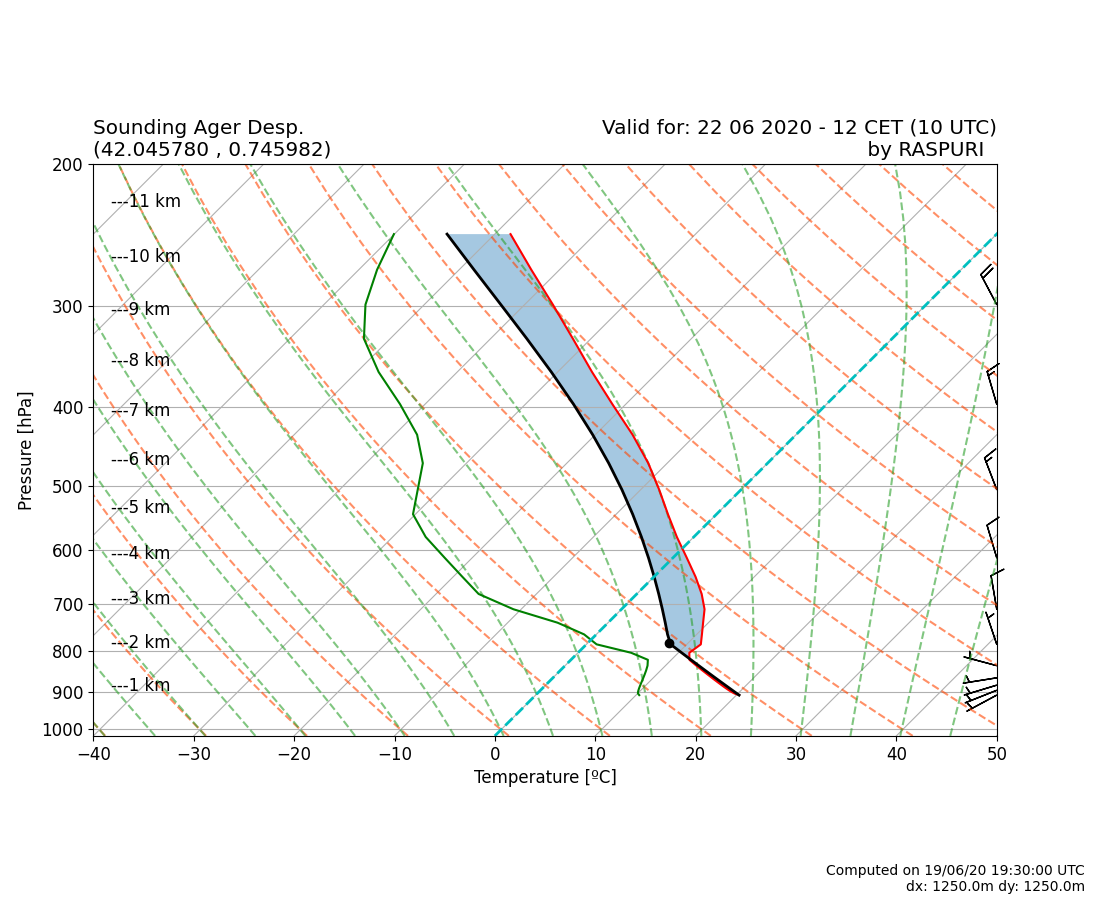 Sounding Ager Desp.
(42.045780 , 0.745982)
Valid for: 22 06 2020 - 12 CET (10 UTC)
by RASPURI
200
---11 km
---10 km
300
---9 km
---8 km
400
---7 km
---6 km
500
---5 km
600
---4 km
700
---3 km
800
---2 km
900
---1 km
1000
Pressure [hPa]
−40 −30 −20 −10 0 10 20 30 40 50
Temperature [ºC]
Computed on 19/06/20 19:30:00 UTC
dx: 1250.0m dy: 1250.0m